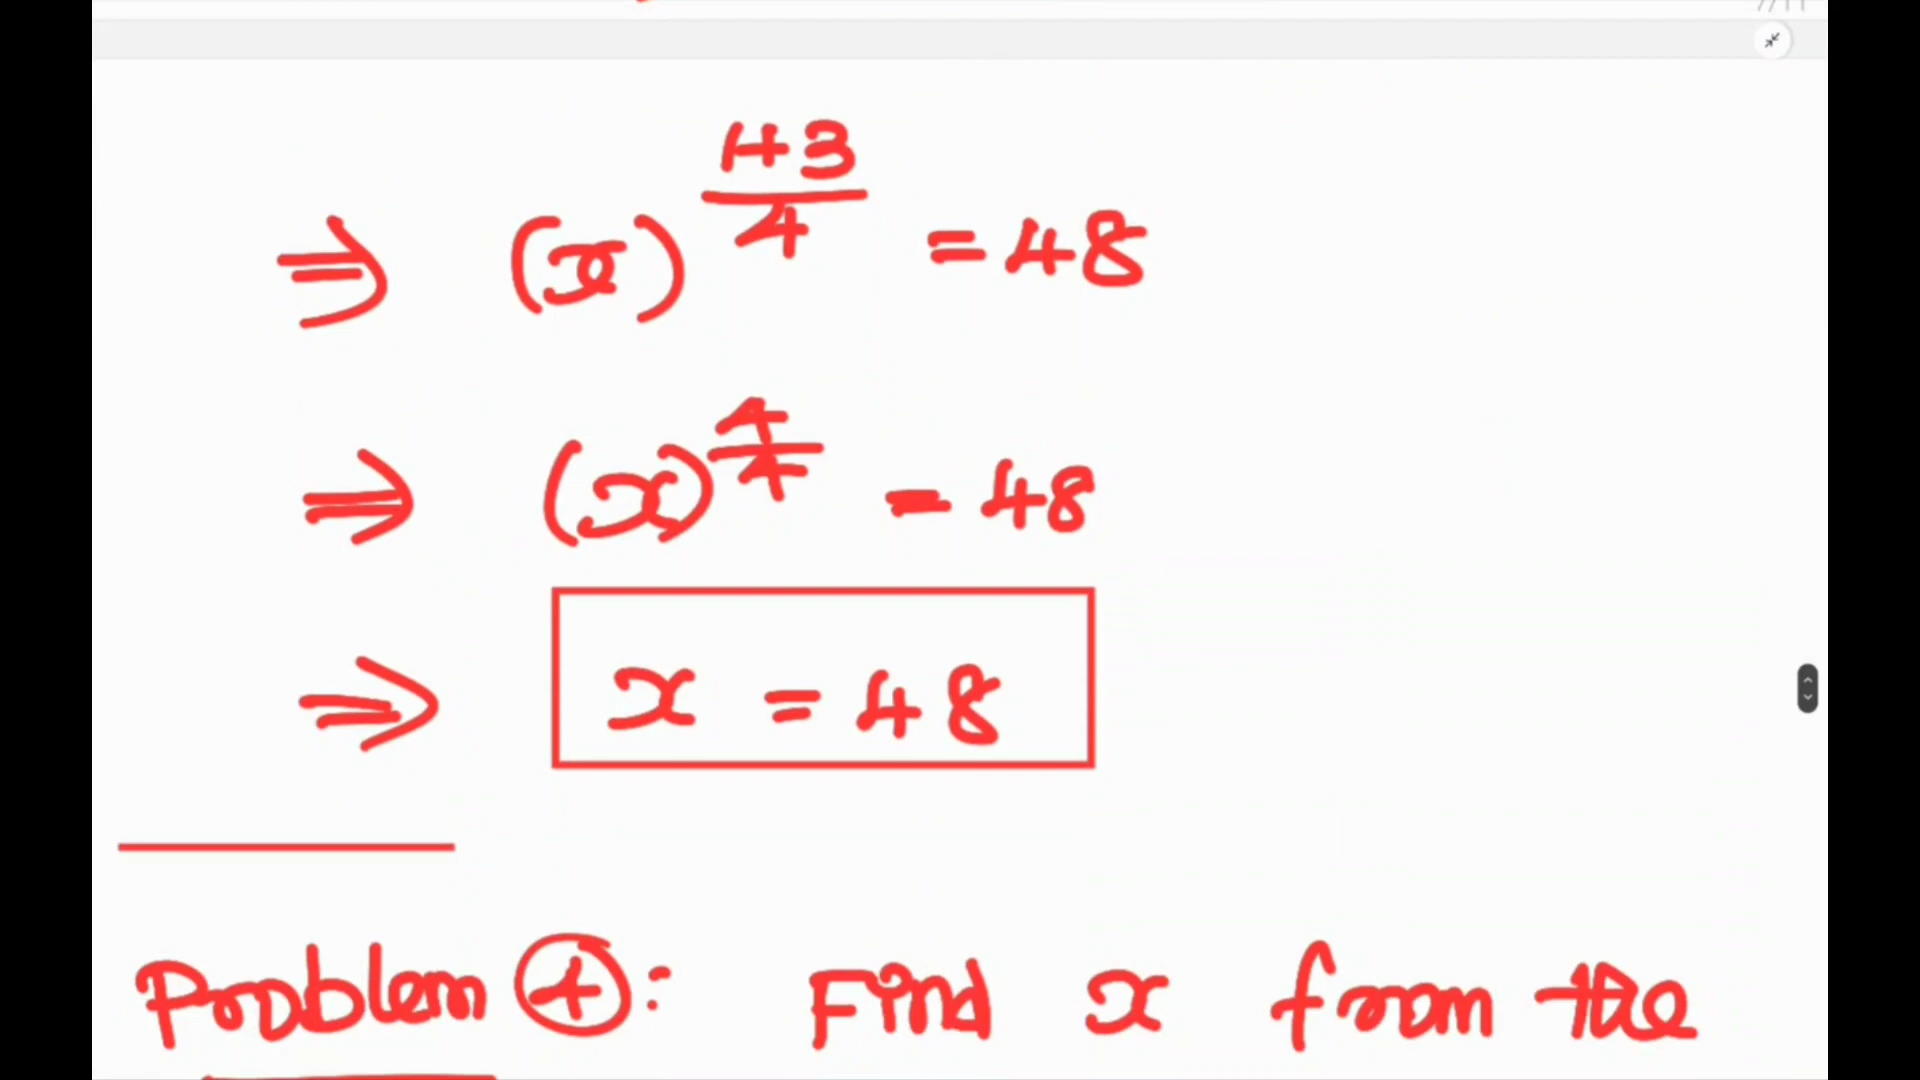 ⇒ (x)^((1+3)/4) = 48
⇒ (x)^(4/4) = 48
⇒ x = 48
Problem ④: Find x from the